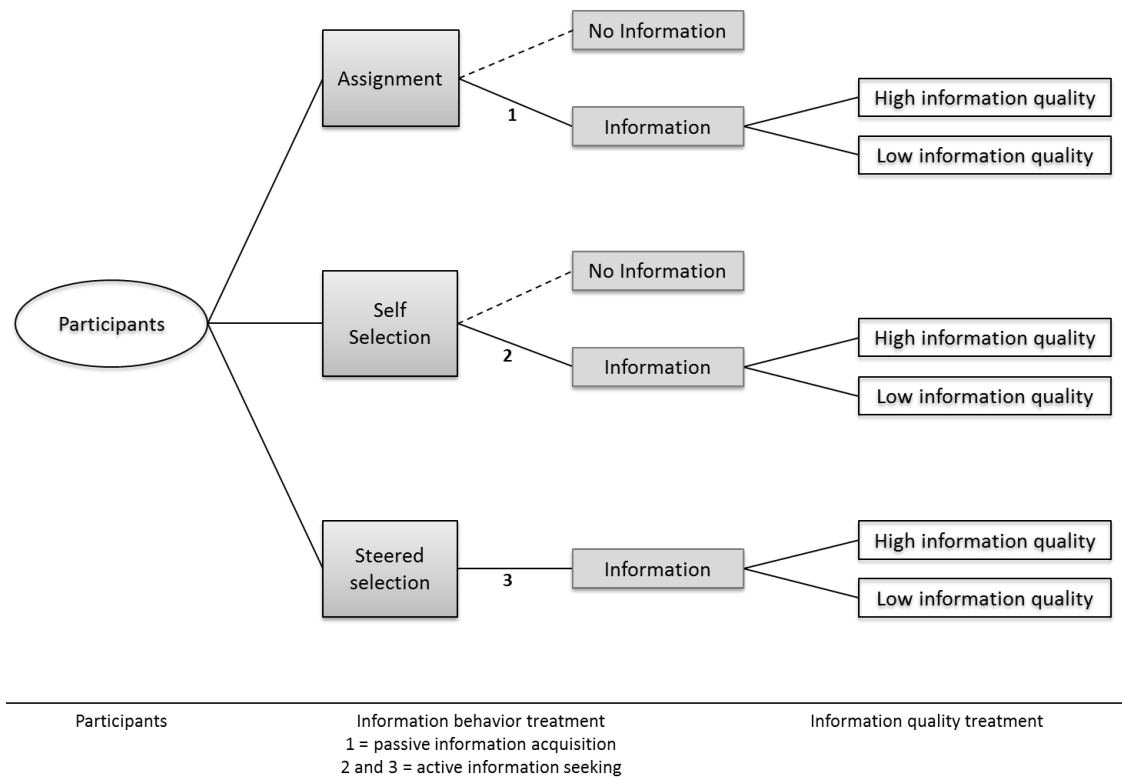 No Information
Assignment
1
Information
High information quality
Low information quality
No Information
Participants
Self
Selection
2
Information
High information quality
Low information quality
Steered
selection
3
Information
High information quality
Low information quality
Participants
Information behavior treatment
1 = passive information acquisition
2 and 3 = active information seeking
Information quality treatment